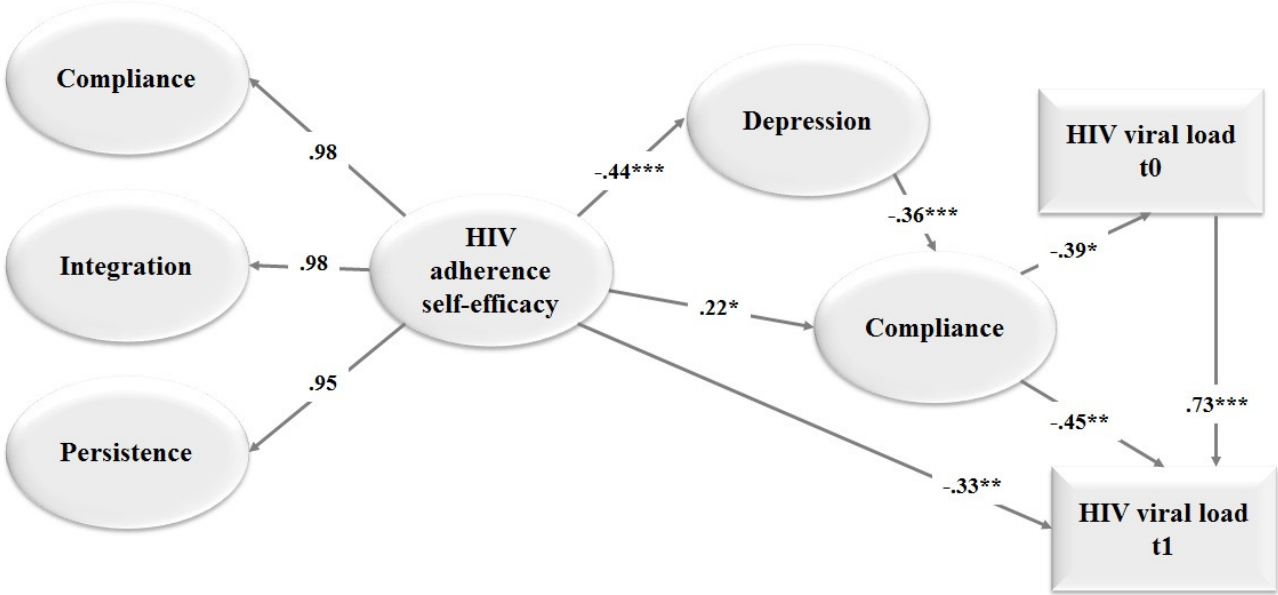 Compliance
Integration
Persistence
.98
.98
.95
HIV
adherence
self-efficacy
-.44***
.22*
-.33**
Depression
-.36***
Compliance
-.39*
-.45**
HIV viral load
t0
.73***
HIV viral load
t1